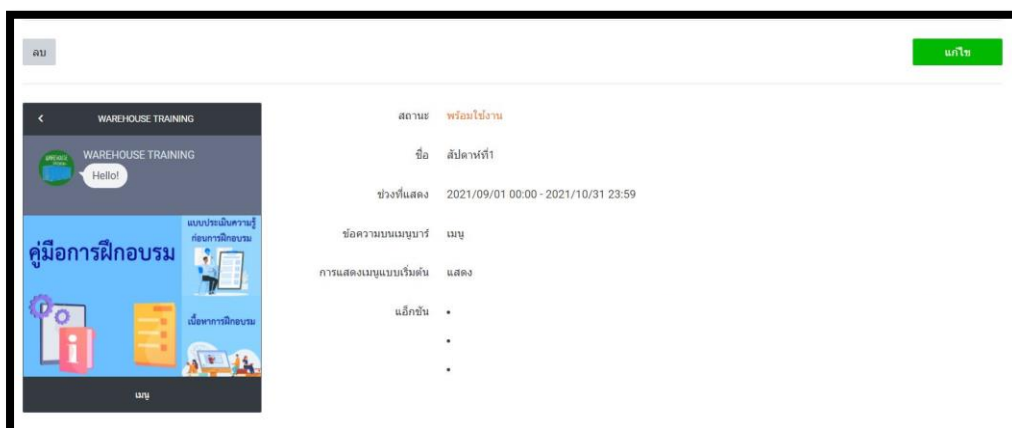 ลบ
แก้ไข
WAREHOUSE TRAINING
WAREHOUSE TRAINING
Hello!
คู่มือการฝึกอบรม
แบบประเมินความรู้
ก่อนการฝึกอบรม
เนื้อหาการฝึกอบรม
เมนู
สถานะ พร้อมใช้งาน
ชื่อ สัปดาห์ที่1
ช่วงที่แสดง 2021/09/01 00:00 - 2021/10/31 23:59
ข้อความบนเมนูบาร์ เมนู
การแสดงเมนูแบบเริ่มต้น แสดง
แอ็กชัน